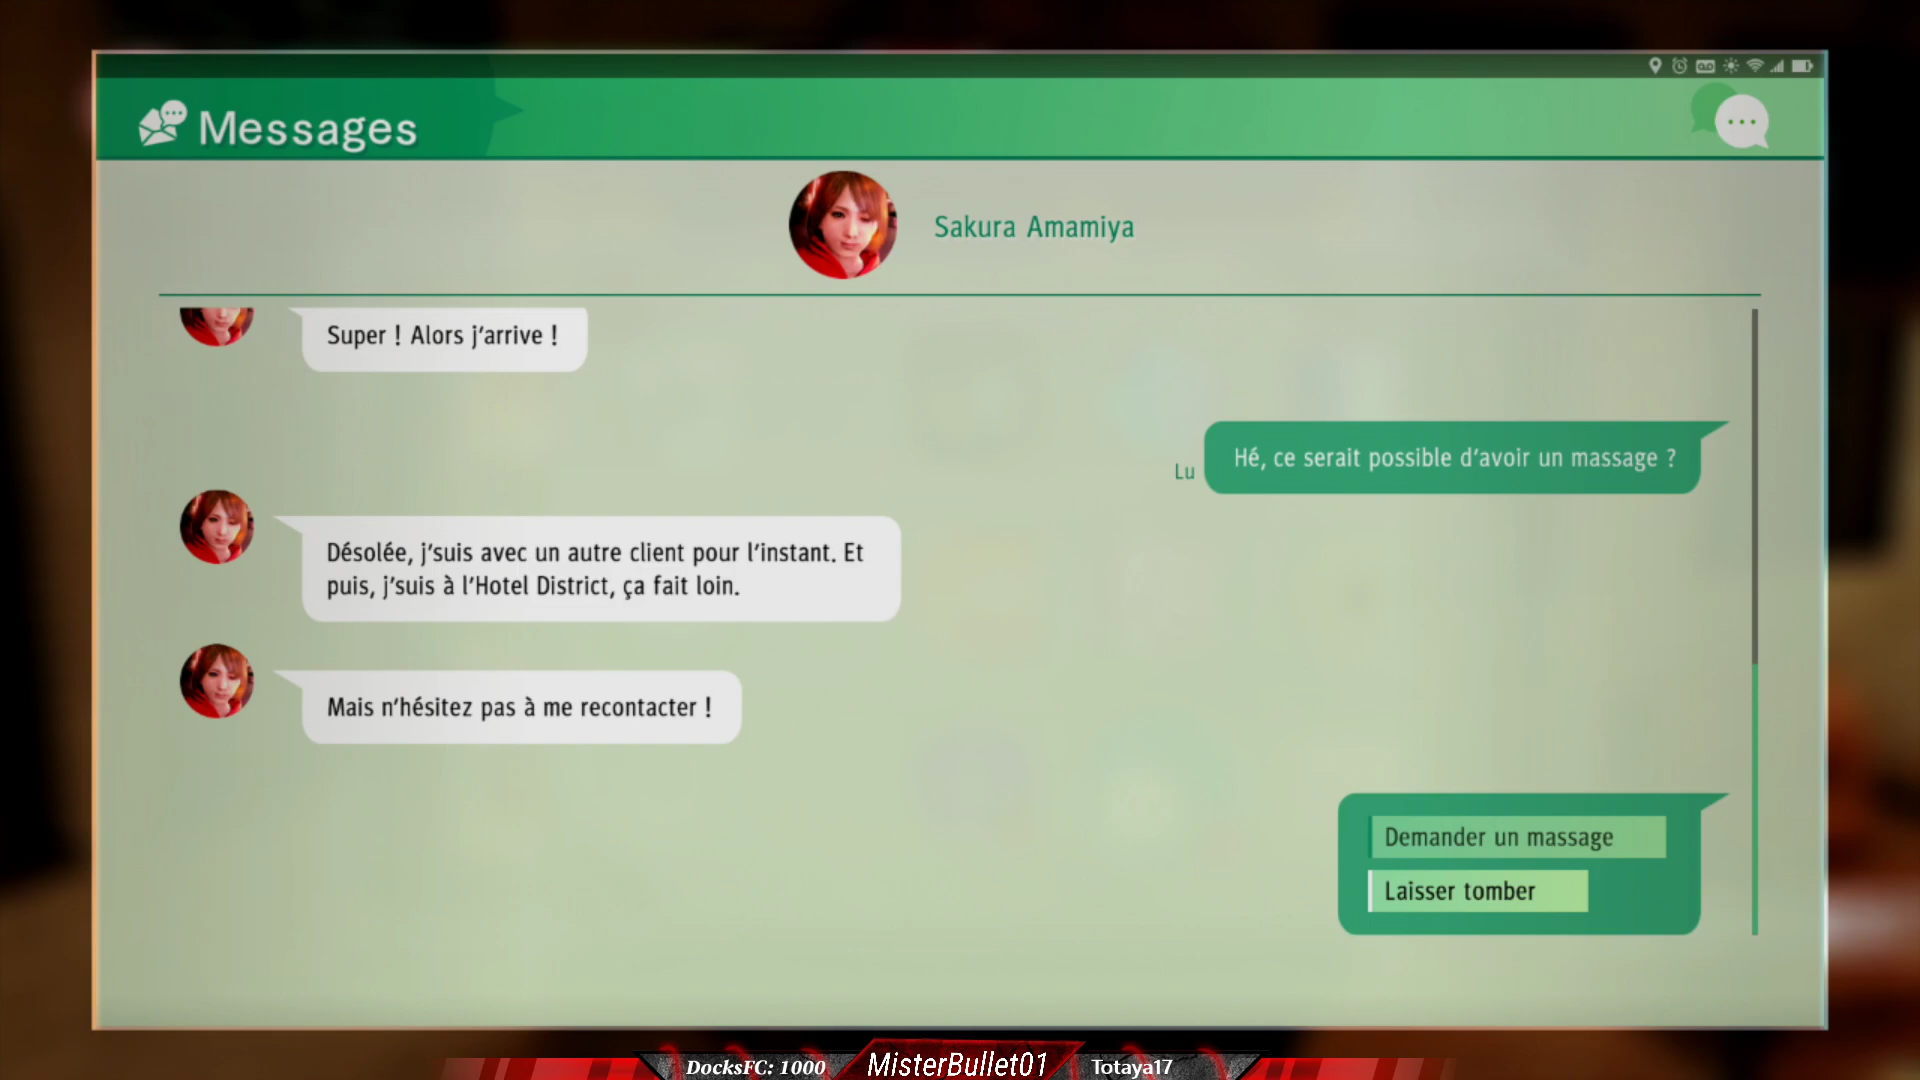 Messages
Sakura Amamiya
Super ! Alors j'arrive !
Hé, ce serait possible d'avoir un massage ?
Lu
Désolée, j'suis avec un autre client pour l'instant. Et
puis, j'suis à l'Hotel District, ça fait loin.
Mais n'hésitez pas à me recontacter !
Demander un massage
Laisser tomber
DocksFC: 1000
MisterBullet01
Totaya17